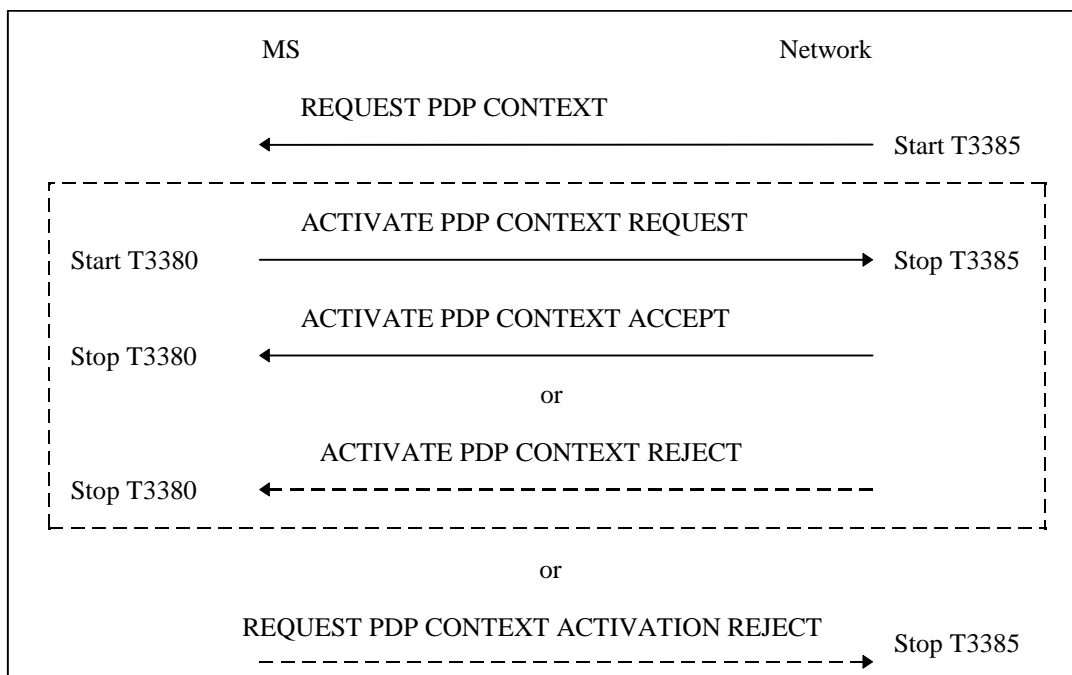 MS Network
REQUEST PDP CONTEXT
Start T3385
ACTIVATE PDP CONTEXT REQUEST
Start T3380 Stop T3385
ACTIVATE PDP CONTEXT ACCEPT
Stop T3380
or
ACTIVATE PDP CONTEXT REJECT
Stop T3380
or
REQUEST PDP CONTEXT ACTIVATION REJECT
Stop T3385